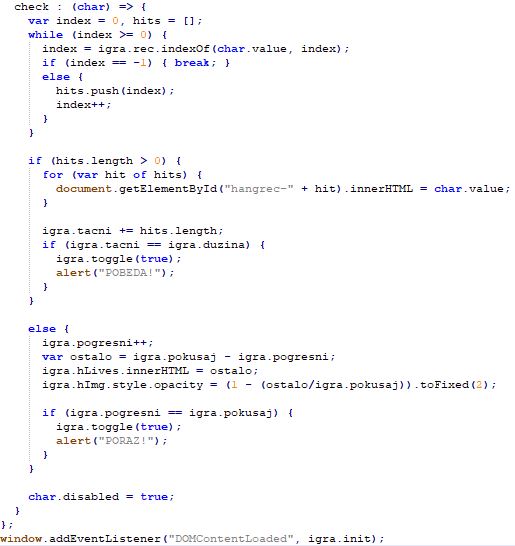 check : (char) => {
var index = 0, hits = [];
while (index >= 0) {
index = igra.rec.indexOf(char.value, index);
if (index == -1) { break; }
else {
hits.push(index);
index++;
}
}
if (hits.length > 0) {
for (var hit of hits) {
document.getElementById("hangrec-" + hit).innerHTML = char.value;
}
igra.tacni += hits.length;
if (igra.tacni == igra.duzina) {
igra.toggle(true);
alert("POBEDA!");
}
}
else {
igra.pogresni++;
var ostalo = igra.pokusaj - igra.pogresni;
igra.hLives.innerHTML = ostalo;
igra.hImg.style.opacity = (1 - (ostalo/igra.pokusaj)).toFixed(2);
if (igra.pogresni == igra.pokusaj) {
igra.toggle(true);
alert("PORAZ!");
}
}
char.disabled = true;
}
};
window.addEventListener("DOMContentLoaded", igra.init);